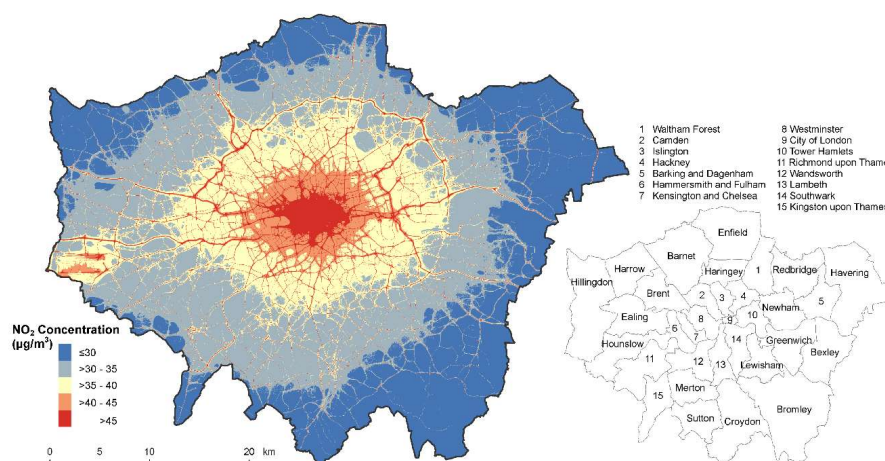 1 Waltham Forest
2 Camden
3 Islington
4 Hackney
5 Barking and Dagenham
6 Hammersmith and Fulham
7 Kensington and Chelsea
8 Westminster
9 City of London
10 Tower Hamlets
11 Richmond upon Thame
12 Wandsworth
13 Lambeth
14 Southwark
15 Kingston upon Thame
Enfield
Barnet
Harrow
Haringey
1
Redbridge
Havering
Hillingdon
Brent
2
3
4
5
Newham
Ealing
8
9
10
6
7
Greenwich
Hounslow
14
Bexley
11
12
13
Lewisham
Merton
15
Bromley
Sutton
Croydon
NO₂ Concentration
(µg/m³)
≤30
>30 - 35
>35 - 40
>40 - 45
>45
0 5 10 20 km